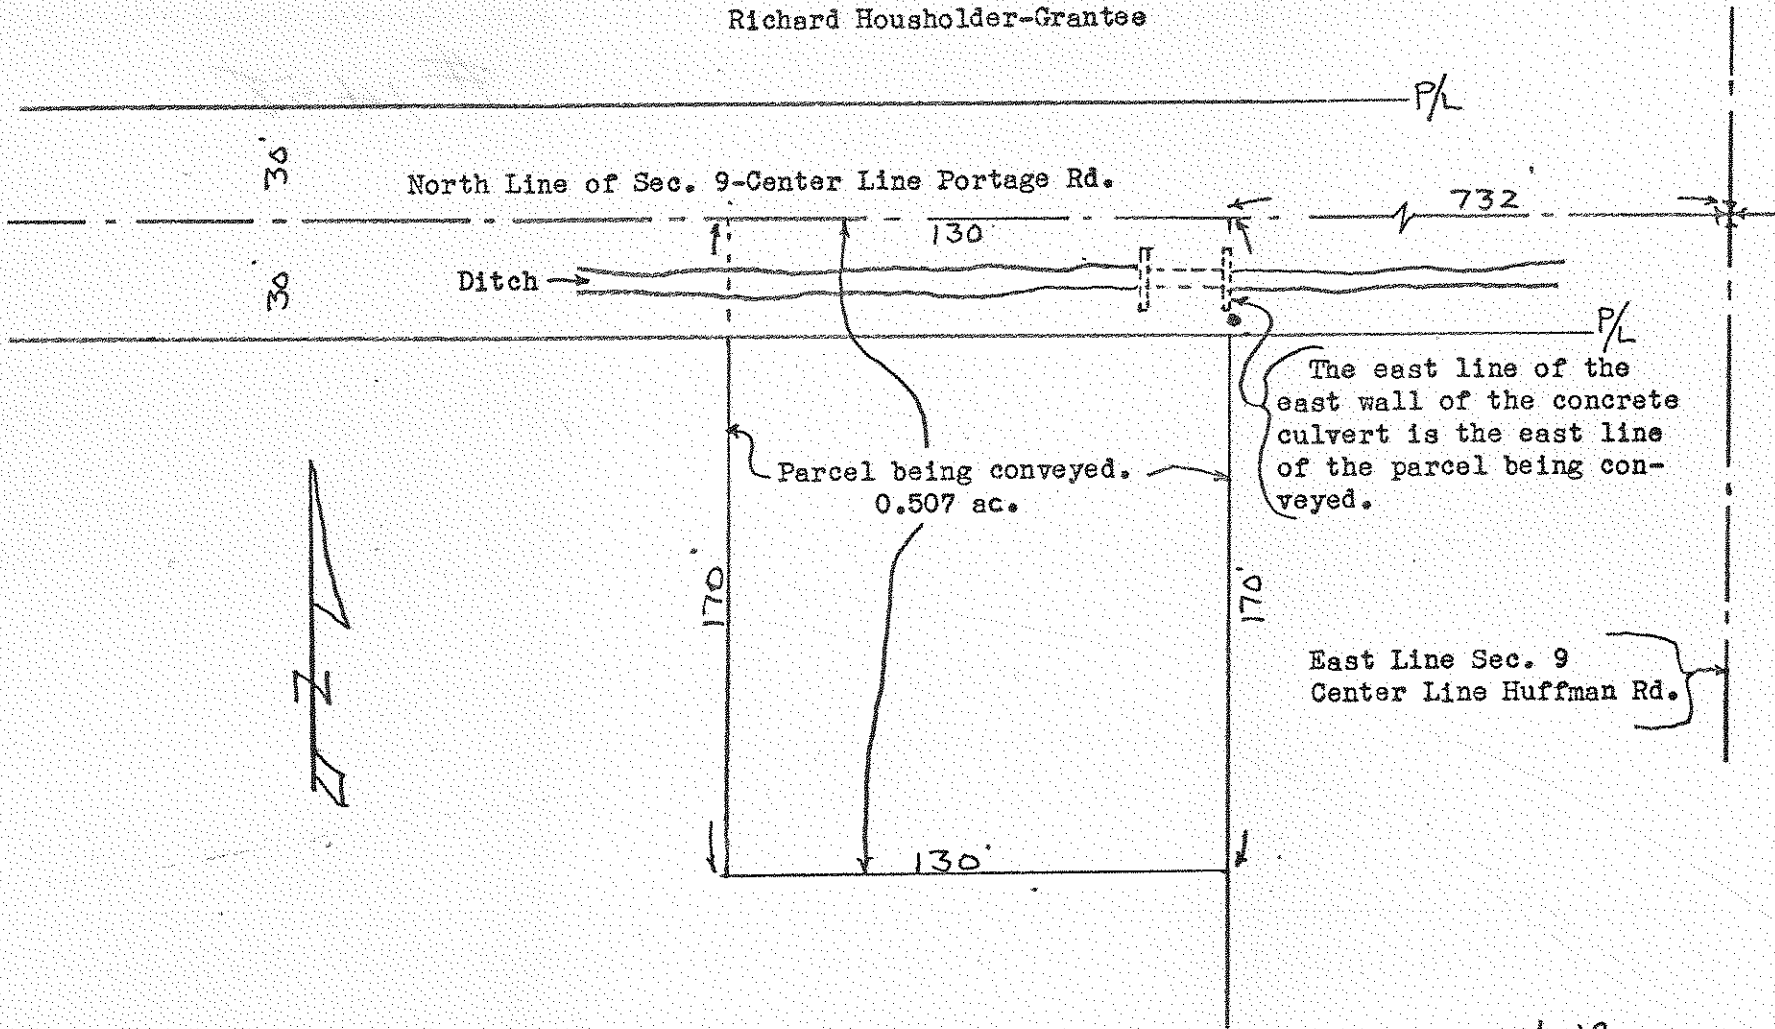 Richard Housholder-Grantee
P/L
30'
North Line of Sec. 9-Center Line Portage Rd.
732'
130
Ditch
30'
P/L
The east line of the
east wall of the concrete
culvert is the east line
of the parcel being con-
veyed.
Parcel being conveyed.
0.507 ac.
170'
170'
N
East Line Sec. 9
Center Line Huffman Rd.
130'